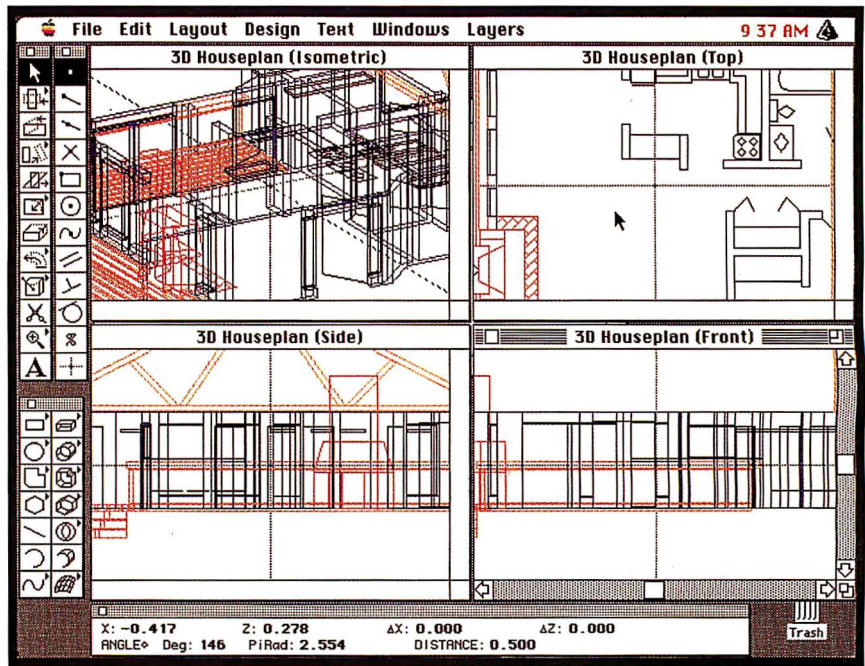 File Edit Layout Design Text Windows Layers 9 37 AM
3D Houseplan (Isometric)
3D Houseplan (Top)
3D Houseplan (Side)
3D Houseplan (Front)
A
%
X: -0.417 Z: 0.278 ΔX: 0.000 ΔZ: 0.000
ANGLE◇ Deg: 146 PiRad: 2.554 DISTANCE: 0.500
Trash